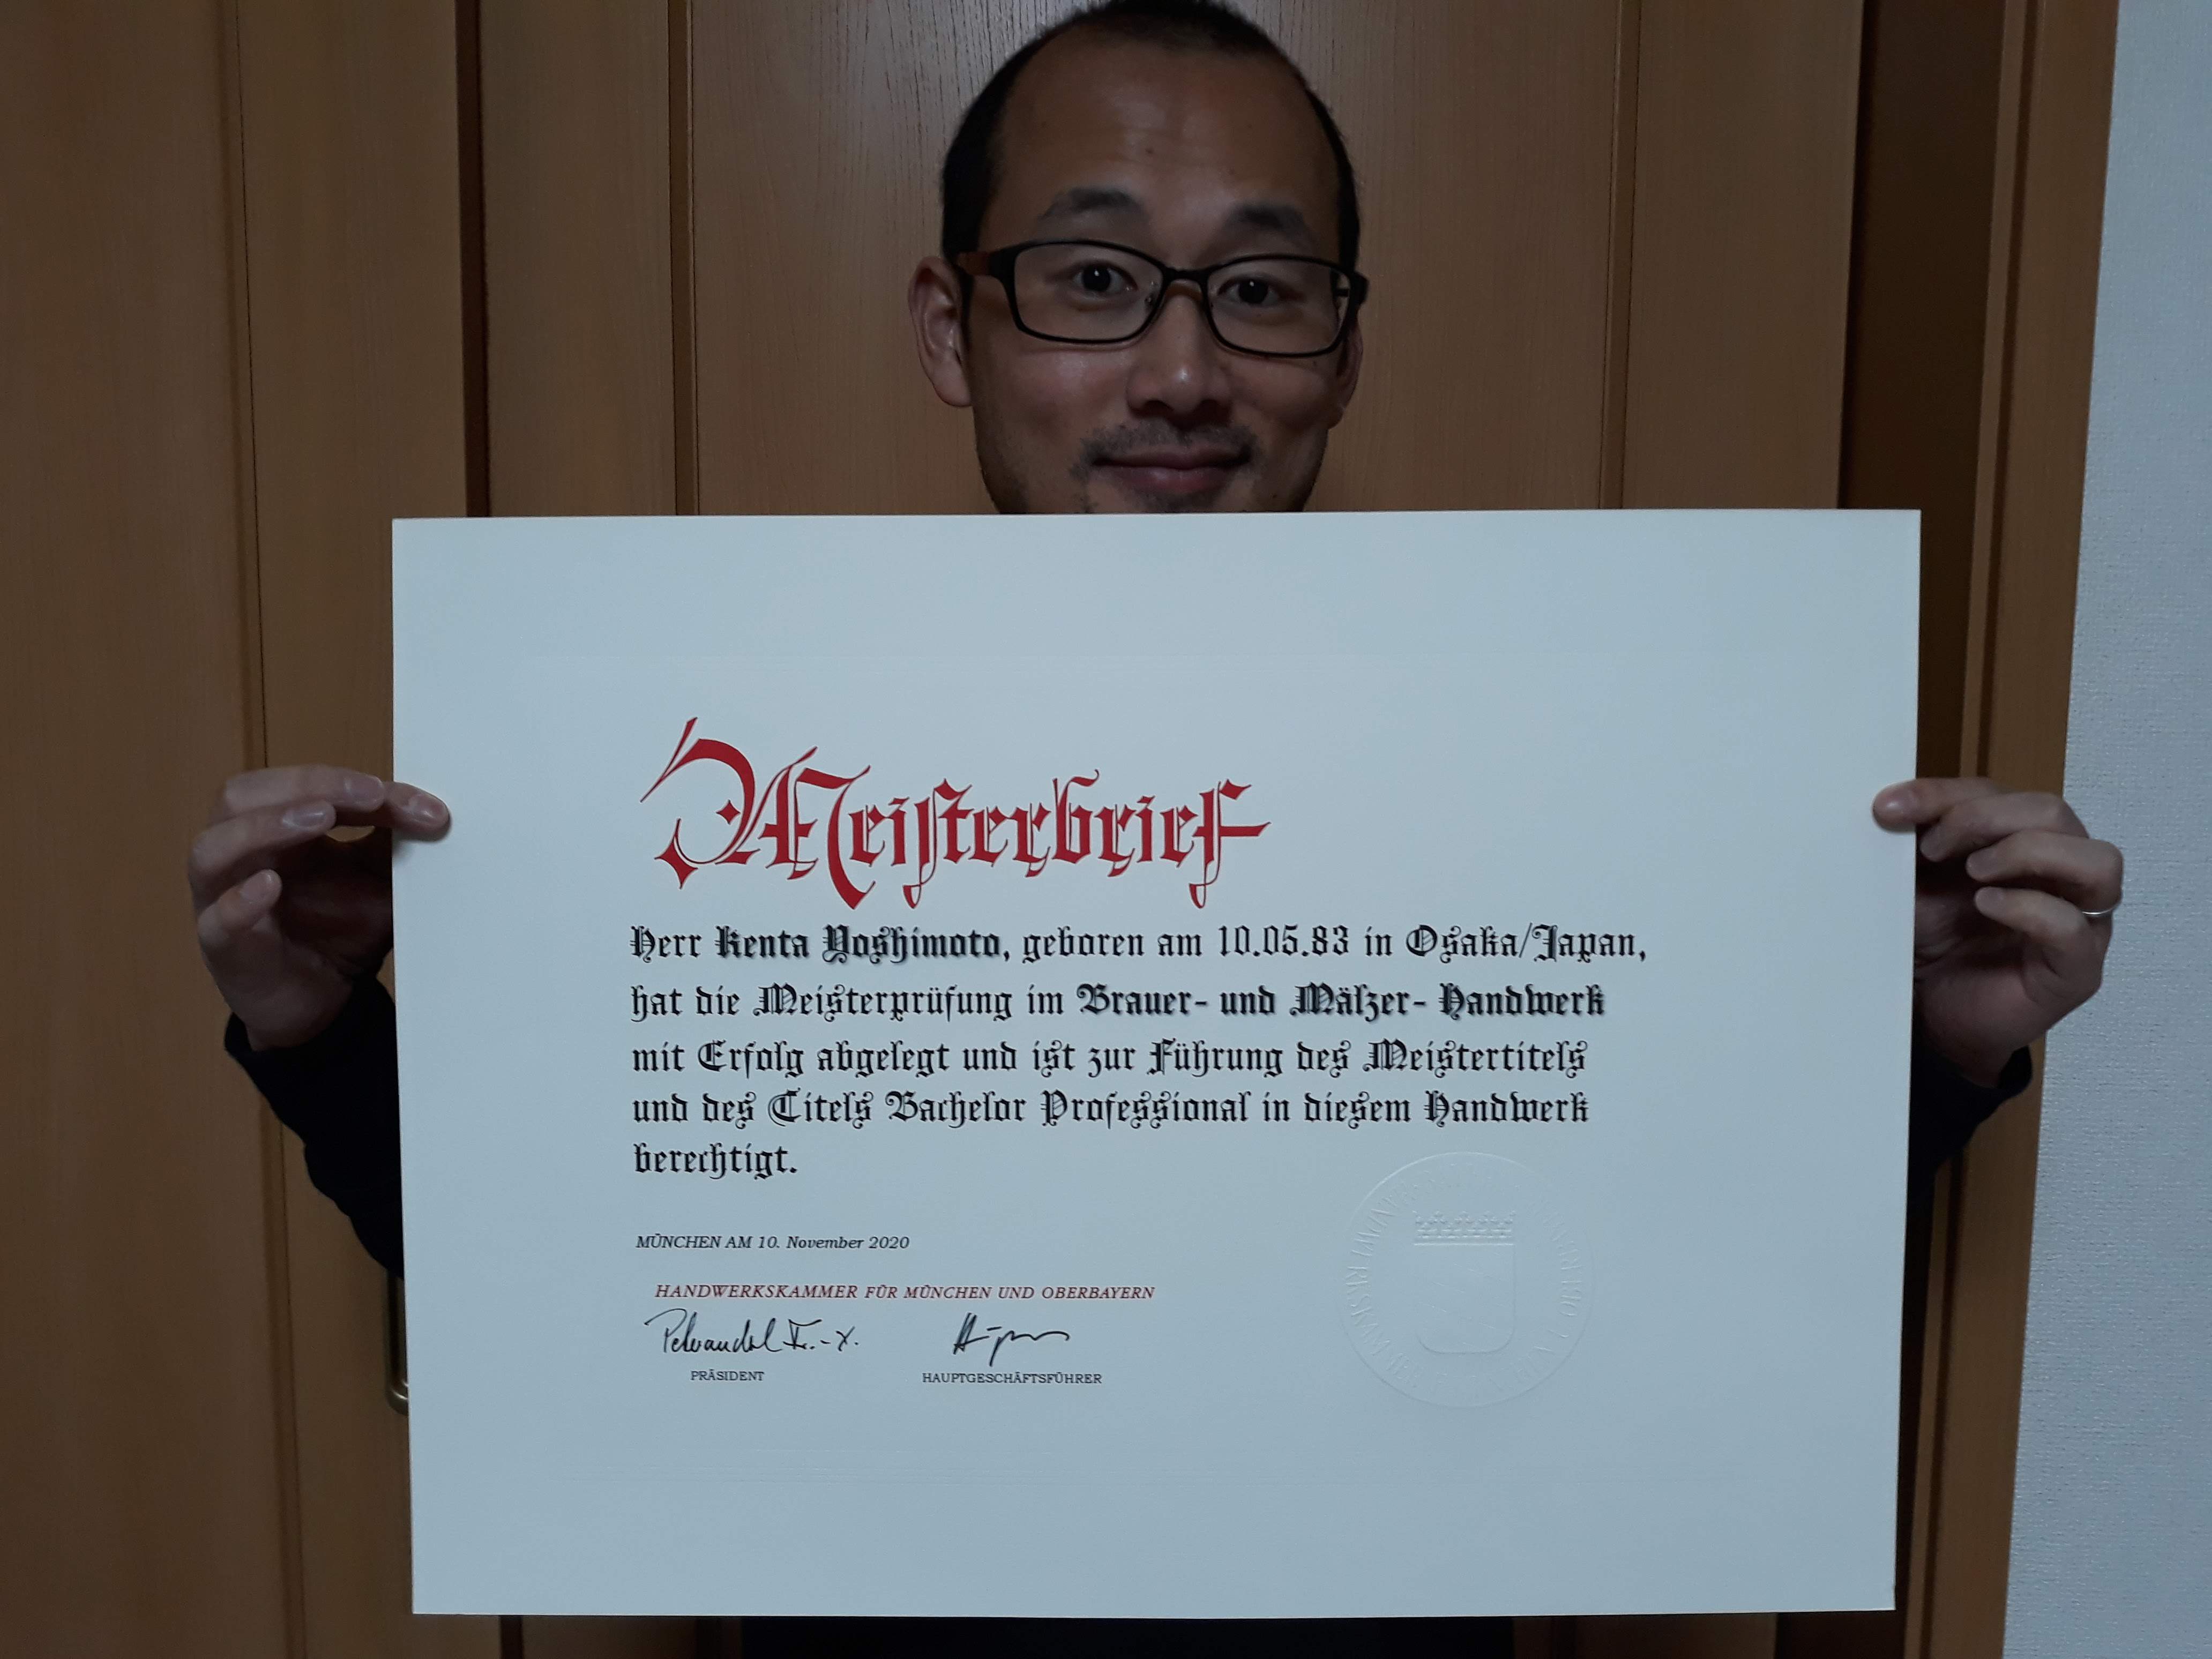 Meisterbrief
Herr Kenta Yoshimoto, geboren am 10.05.83 in Osaka/Japan,
hat die Meisterprüfung im Brauer- und Mälzer- Handwerk
mit Erfolg abgelegt und ist zur Führung des Meistertitels
und des Titels Bachelor Professional in diesem Handwerk
berechtigt.
MÜNCHEN AM 10. November 2020
HANDWERKSKAMMER FÜR MÜNCHEN UND OBERBAYERN
PRÄSIDENT HAUPTGESCHÄFTSFÜHRER